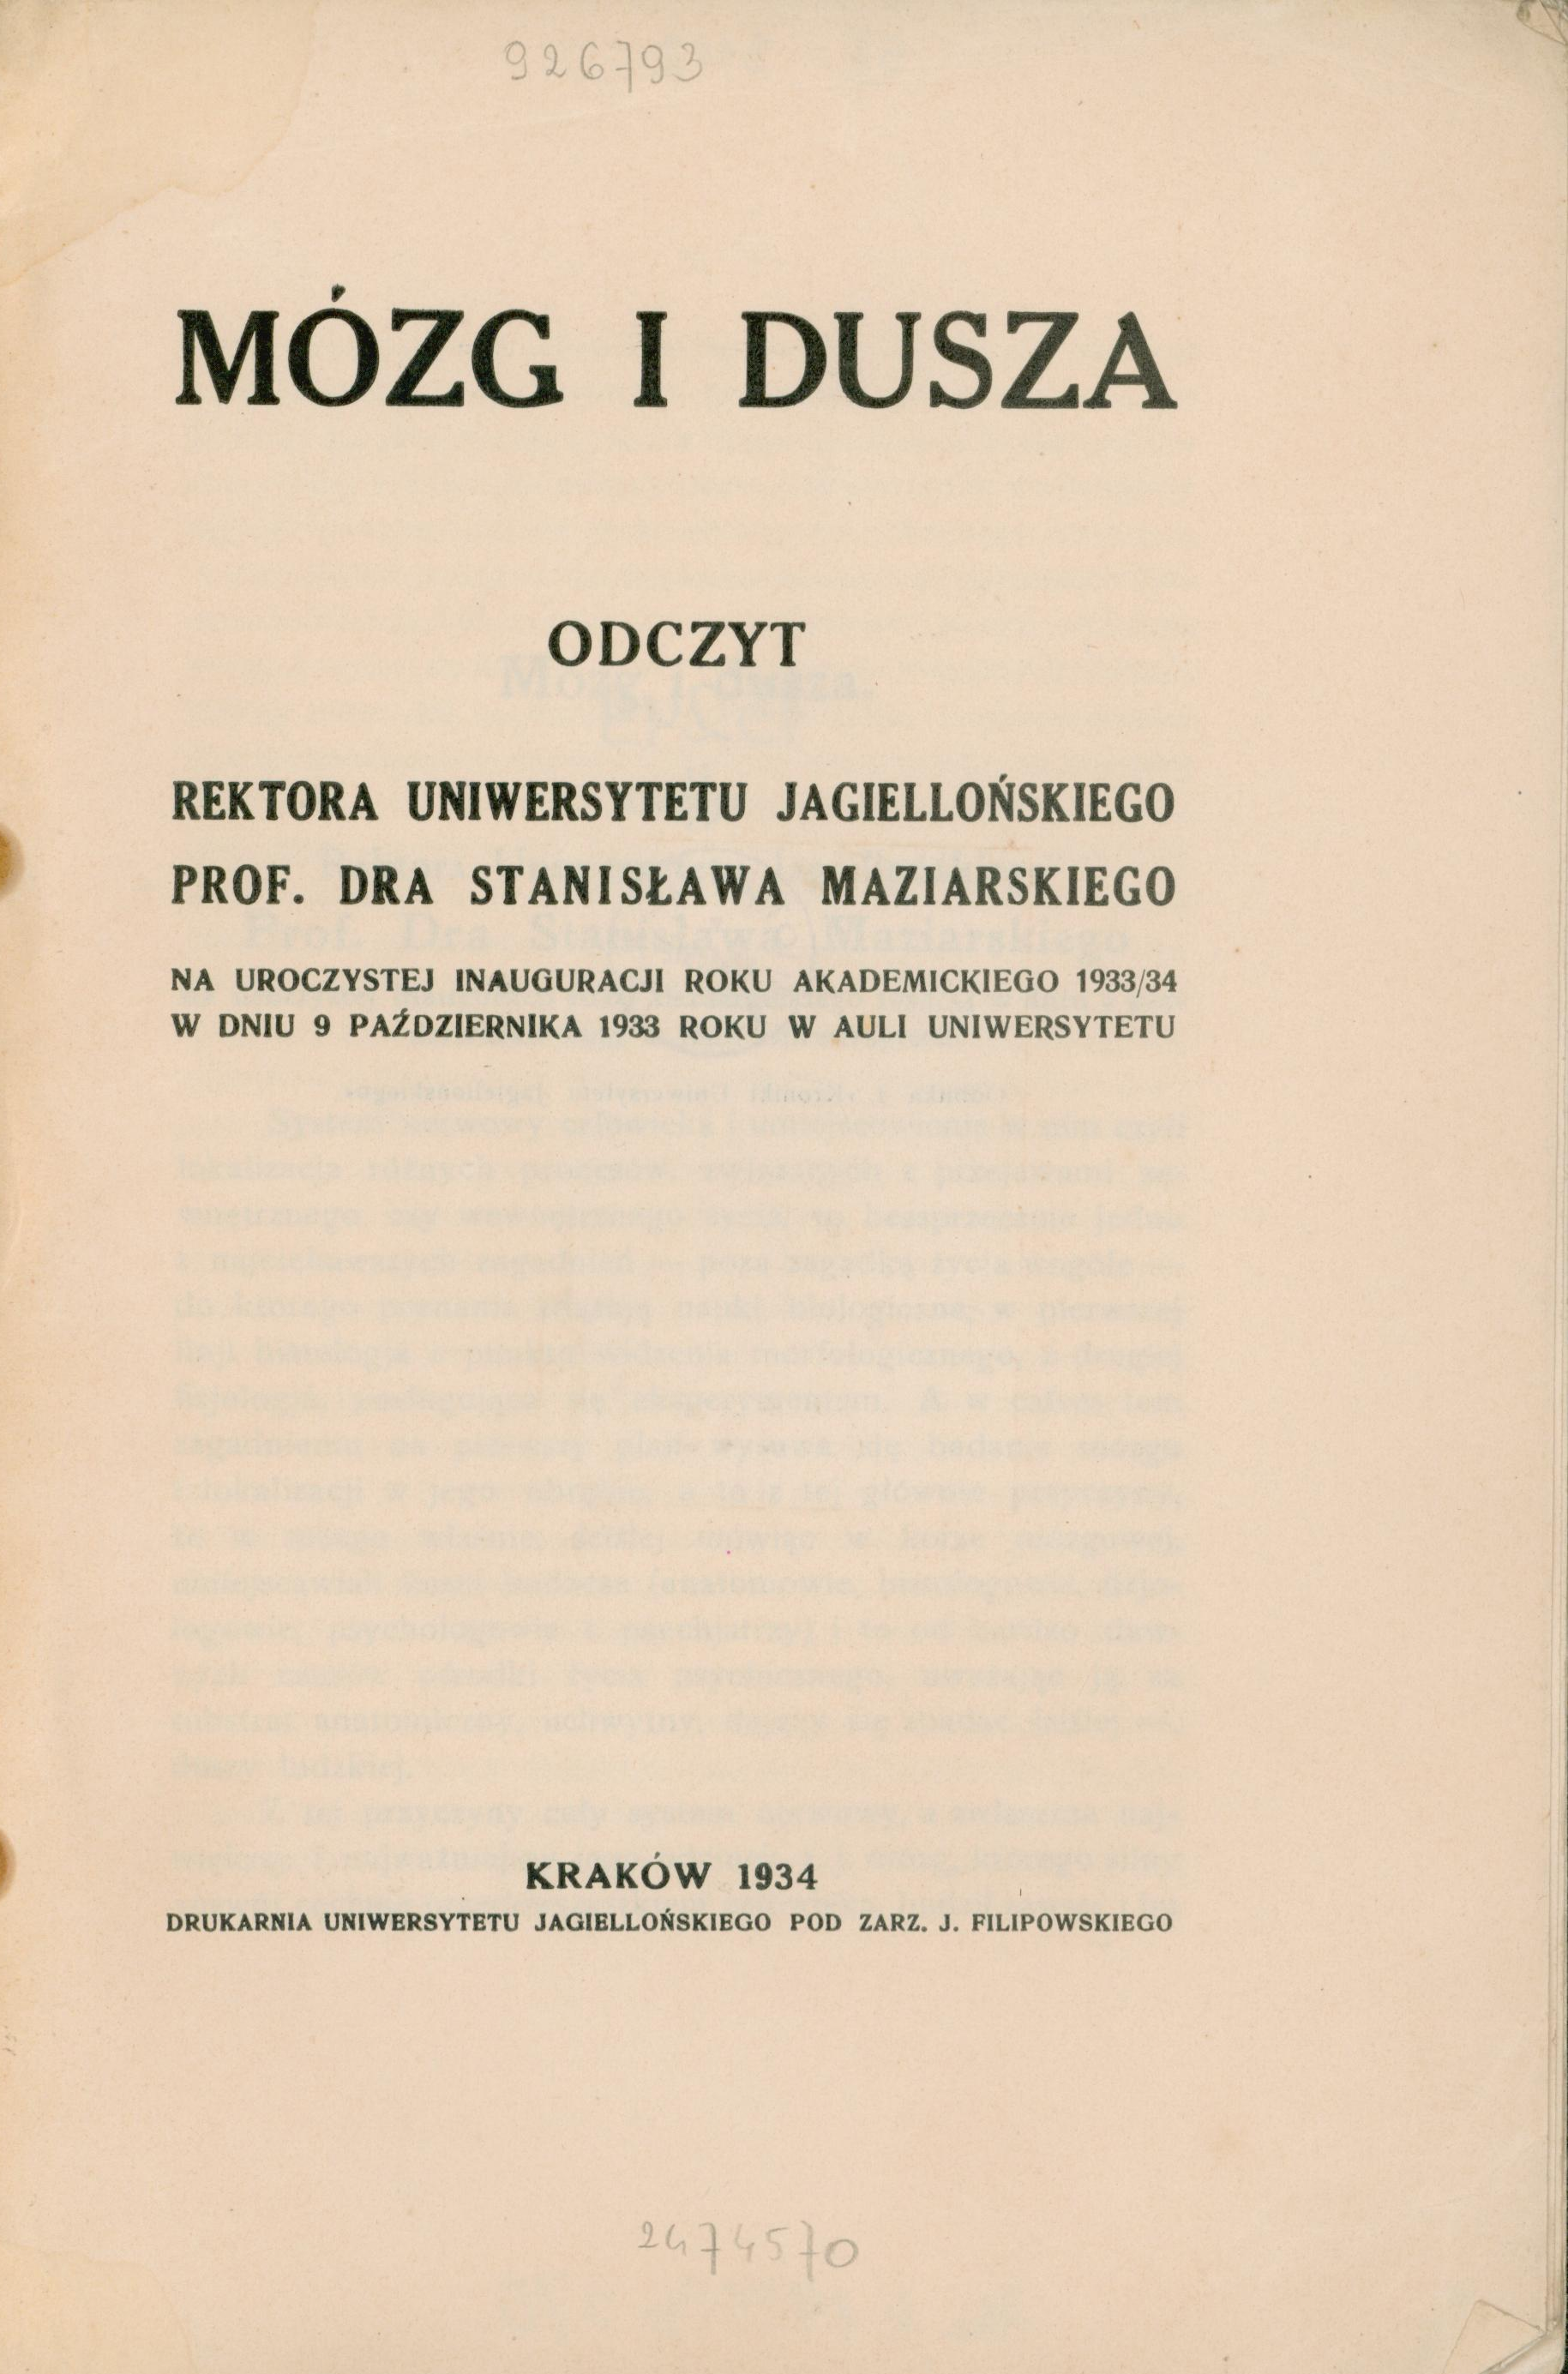 926793
MÓZG I DUSZA
ODCZYT
REKTORA UNIWERSYTETU JAGIELLOŃSKIEGO
PROF. DRA STANISŁAWA MAZIARSKIEGO
NA UROCZYSTEJ INAUGURACJI ROKU AKADEMICKIEGO 1933/34
W DNIU 9 PAŹDZIERNIKA 1933 ROKU W AULI UNIWERSYTETU
KRAKÓW 1934
DRUKARNIA UNIWERSYTETU JAGIELLOŃSKIEGO POD ZARZ. J. FILIPOWSKIEGO
2474570